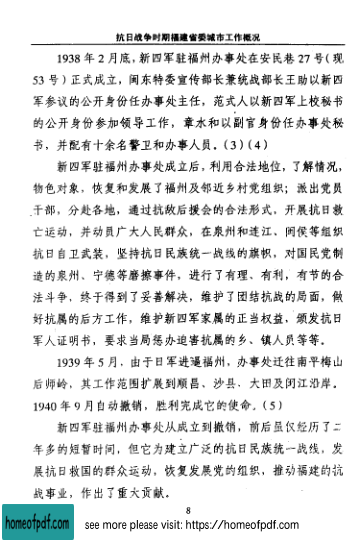 抗日战争时期福建省委城市工作概况
1938 年 2 月底，新四军驻福州办事处在安民巷 27 号（现
53 号）正式成立，闽东特委宣传部长兼统战部长王助以新四
军参议的公开身份任办事处主任，范式人以新四军上校秘书
的公开身份参加领导工作，章水和以副官身份任办事处秘
书，并配有十余名警卫和办事人员。（3）（4）
新四军驻福州办事处成立后，利用合法地位，了解情况，
物色对象，恢复和发展了福州及邻近乡村党组织；派出党员
干部，分赴各地，通过抗敌后援会的合法形式，开展抗日救
亡运动，并动员广大人民群众，在泉州和连江、闽侯等组织
抗日自卫武装，坚持抗日民族统一战线的旗帜，对国民党制
造的泉州、宁德等磨擦事件，进行了有理、有利，有节的合
法斗争，终于得到了妥善解决，维护了团结抗战的局面，做
好抗属的后方工作，维护新四军家属的正当权益，颁发抗日
军人证明书，要求当局惩办迫害抗属的乡、镇人员等等。
1939 年 5 月，由于日军进逼福州，办事处迁往南平梅山
后师岭，其工作范围扩展到顺昌、沙县、大田及闽江沿岸。
1940 年 9 月自动撤销，胜利完成它的使命。（5）
新四军驻福州办事处从成立到撤销，前后虽仅经历了二
年多的短暂时间，但它为建立广泛的抗日民族统一战线，发
展抗日救国的群众运动，恢复发展党的组织，推动福建的抗
战事业，作出了重大贡献。
8
homeofpdf.com
see more please visit: https://homeofpdf.com